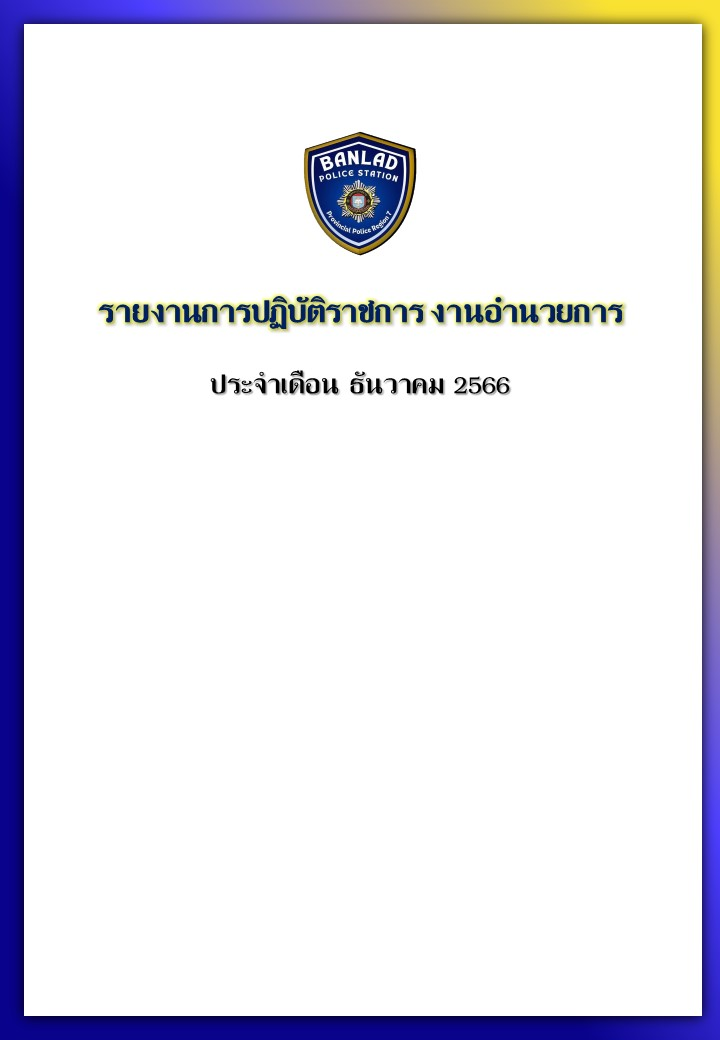 BANLAD
POLICE STATION
Provincial Police Region 7
รายงานการปฏิบัติราชการ งานอำนวยการ
ประจำเดือน ธันวาคม 2566